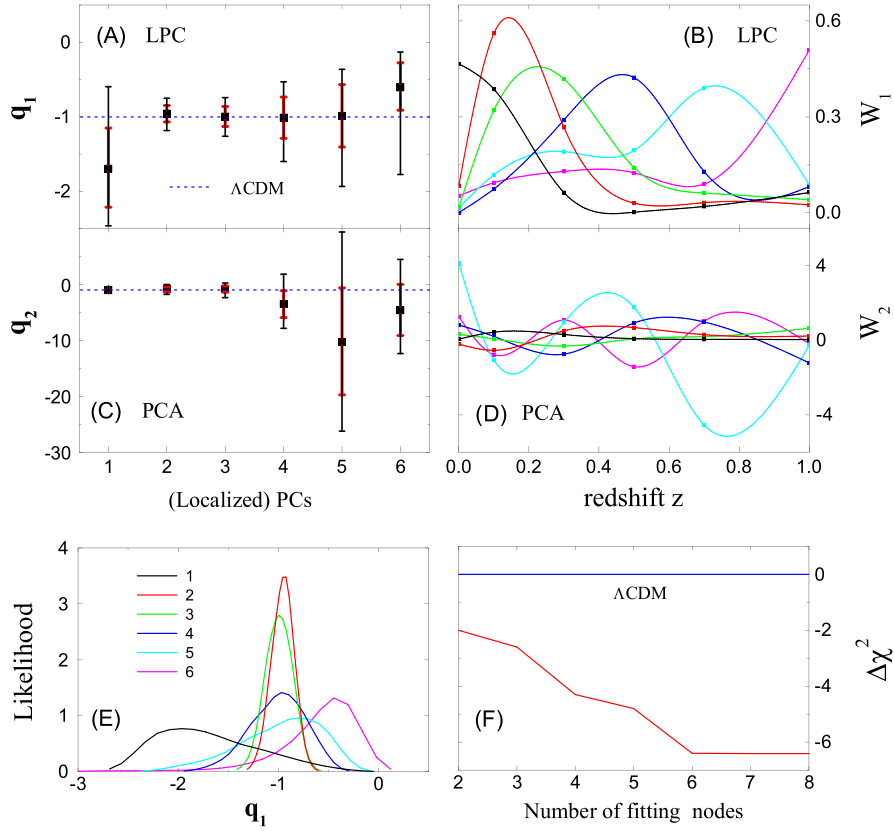 (A) LPC
0
-1
-2
q1
ΛCDM
(B) LPC
0.6
0.3
0.0
W1
(C) PCA
0
-10
-20
-30
q2
1 2 3 4 5 6
(Localized) PCs
(D) PCA
4
0
-4
W2
0.0 0.2 0.4 0.6 0.8 1.0
redshift z
(E)
4
3
2
1
0
Likelihood
1
2
3
4
5
6
-3 -2 -1 0
q1
(F)
0
-2
-4
-6
Δχ²
ΛCDM
2 3 4 5 6 7 8
Number of fitting nodes